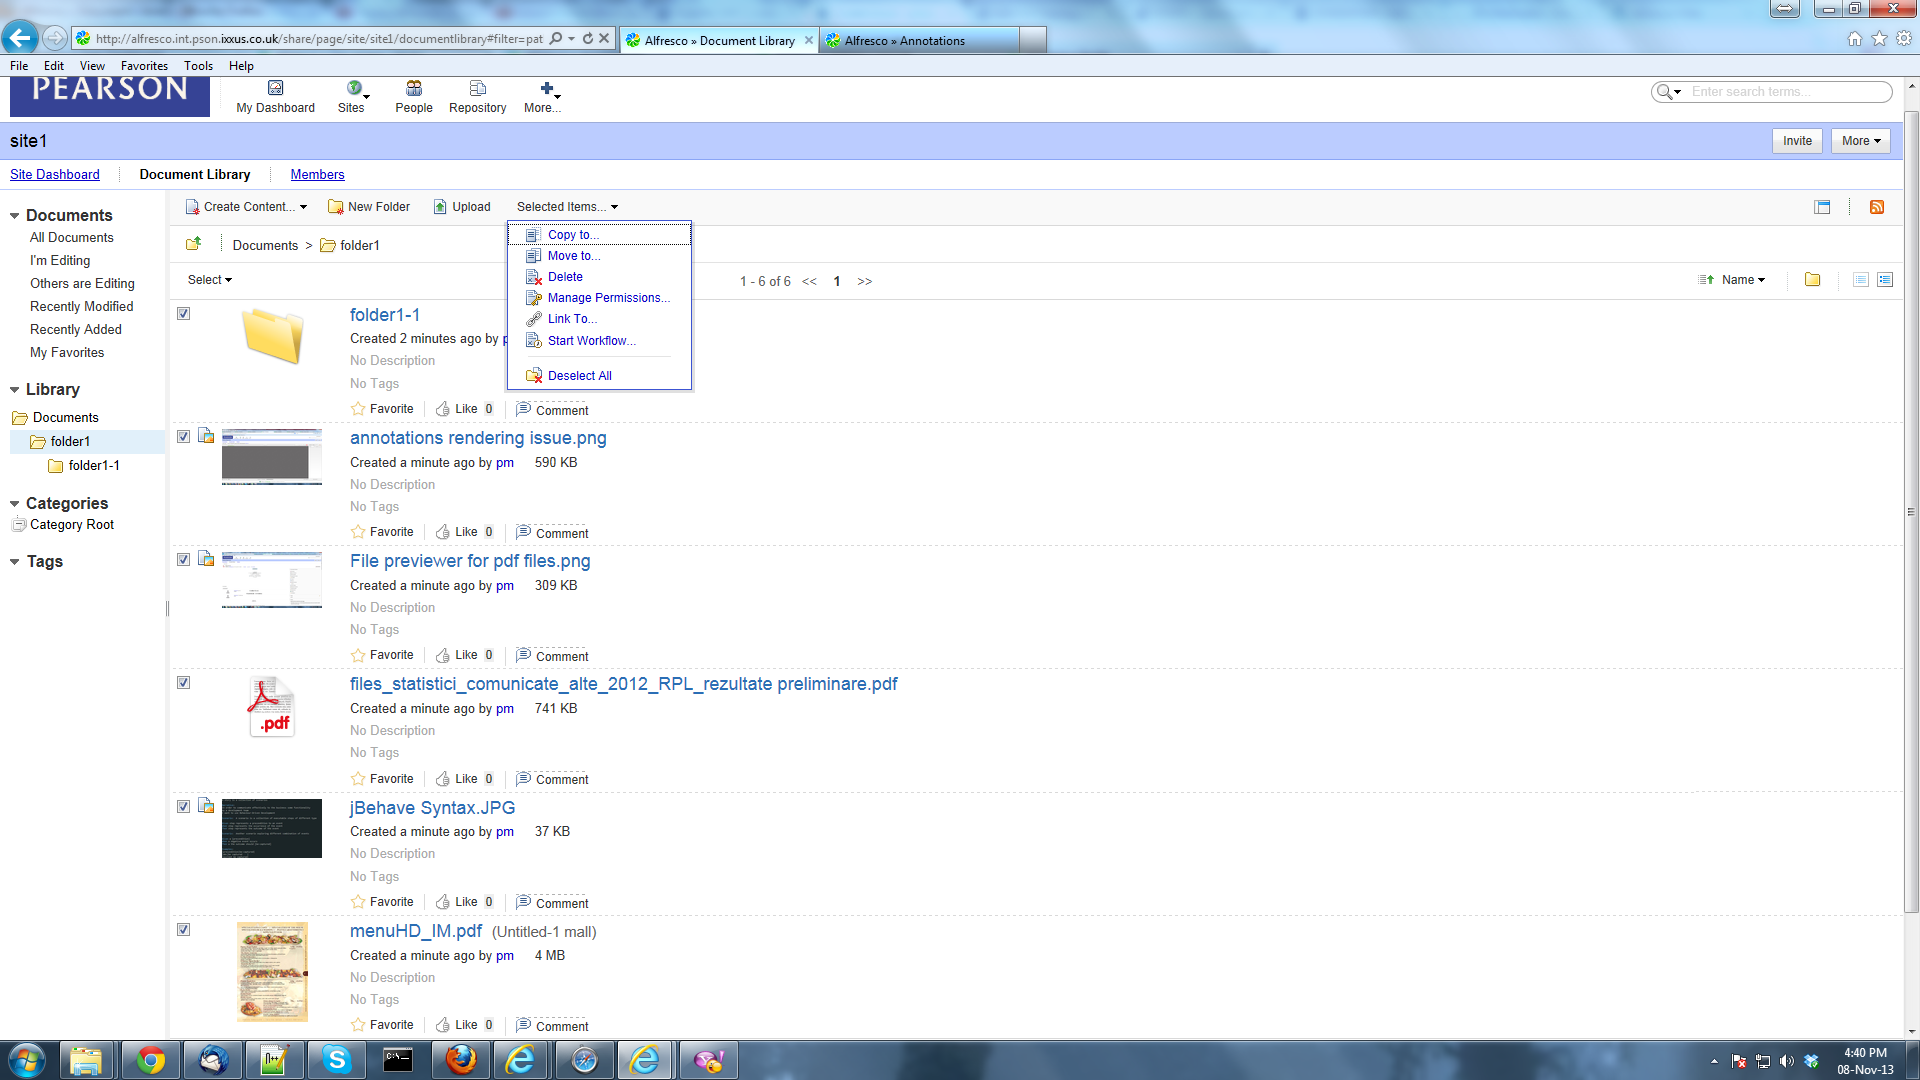 http://alfresco.int.pson.ixxus.co.uk/share/page/site/site1/documentlibrary#filter=pat
Alfresco » Document Library
Alfresco » Annotations
File Edit View Favorites Tools Help
PEARSON
My Dashboard Sites People Repository More...
Enter search terms...
site1
Invite More
Site Dashboard Document Library Members
Create Content... New Folder Upload Selected Items...
Documents > folder1
Select
1 - 6 of 6 << 1 >>
Name
Copy to...
Move to...
Delete
Manage Permissions...
Link To...
Start Workflow...
Deselect All
Documents
All Documents
I'm Editing
Others are Editing
Recently Modified
Recently Added
My Favorites
Library
Documents
folder1
folder1-1
Categories
Category Root
Tags
folder1-1
Created 2 minutes ago by p
No Description
No Tags
Favorite Like 0 Comment
annotations rendering issue.png
Created a minute ago by pm 590 KB
No Description
No Tags
Favorite Like 0 Comment
File previewer for pdf files.png
Created a minute ago by pm 309 KB
No Description
No Tags
Favorite Like 0 Comment
.pdf
files_statistici_comunicate_alte_2012_RPL_rezultate preliminare.pdf
Created a minute ago by pm 741 KB
No Description
No Tags
Favorite Like 0 Comment
jBehave Syntax.JPG
Created a minute ago by pm 37 KB
No Description
No Tags
Favorite Like 0 Comment
menuHD_IM.pdf (Untitled-1 mall)
Created a minute ago by pm 4 MB
No Description
No Tags
Favorite Like 0 Comment
4:40 PM
08-Nov-13